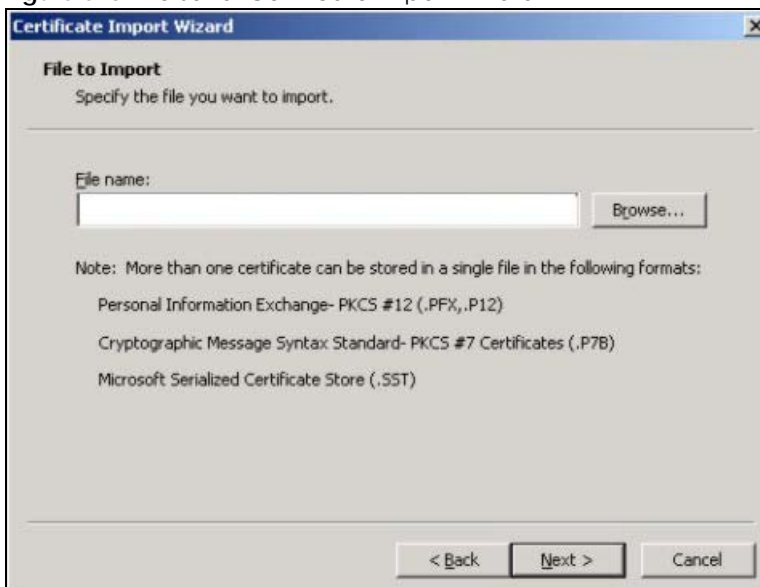 Certificate Import Wizard
File to Import
Specify the file you want to import.
File name:
Browse...
Note: More than one certificate can be stored in a single file in the following formats:
Personal Information Exchange- PKCS #12 (.PFX,.P12)
Cryptographic Message Syntax Standard- PKCS #7 Certificates (.P7B)
Microsoft Serialized Certificate Store (.SST)
< Back
Next >
Cancel